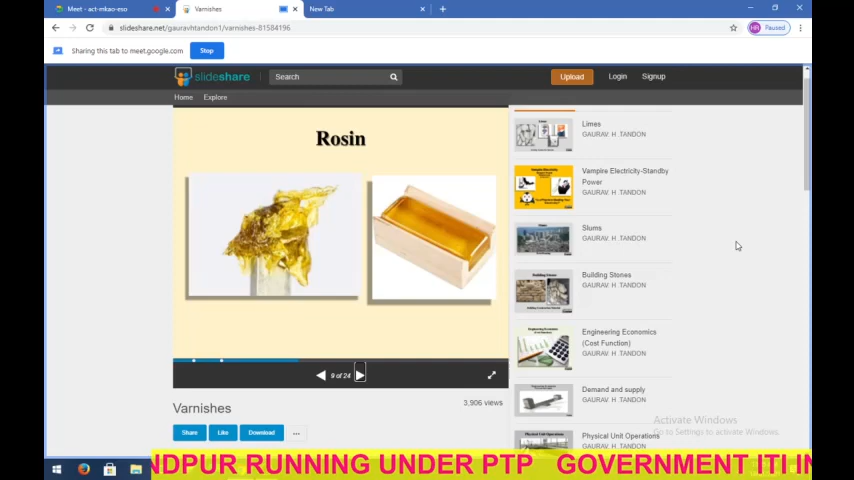 Meet - act-mkao-eso
Varnishes
New Tab
slideshare.net/gauravhtandon1/varnishes-81584196
HR
Paused
Sharing this tab to meet.google.com
Stop
slideshare
Search
Upload
Login
Signup
Home
Explore
Rosin
9 of 24
Varnishes
3,906 views
Share
Like
Download
Limes
GAURAV. H .TANDON
Vampire Electricity-Standby
Power
GAURAV. H .TANDON
Slums
GAURAV. H .TANDON
Building Stones
GAURAV. H .TANDON
Engineering Economics
(Cost Function)
GAURAV. H .TANDON
Demand and supply
GAURAV. H .TANDON
Physical Unit Operations
Activate Windows
Go to Settings to activate Windows.
NDPUR RUNNING UNDER PTP GOVERNMENT ITI IN